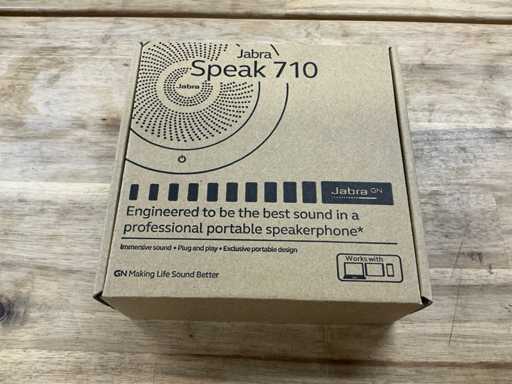 Jabra
Speak 710
Jabra
Jabra GN
Engineered to be the best sound in a
professional portable speakerphone*
Immersive sound • Plug and play • Exclusive portable design
Works with
GN Making Life Sound Better